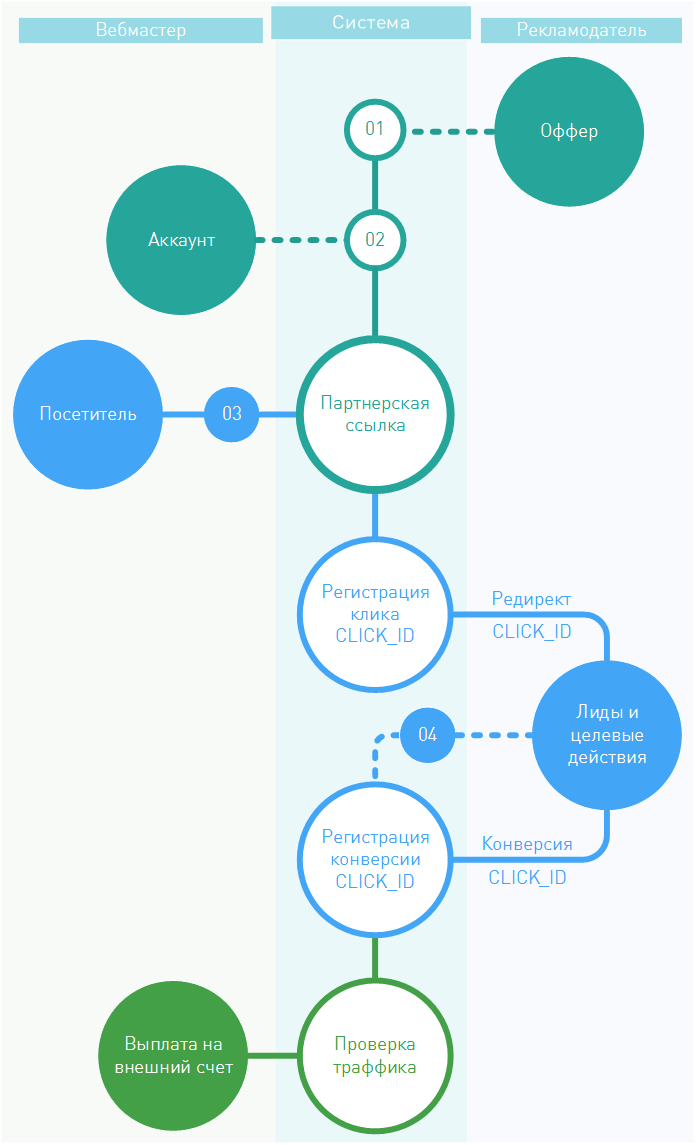 Вебмастер
Система
Рекламодатель
01
Оффер
Аккаунт
02
Посетитель
03
Партнерская
ссылка
Регистрация
клика
CLICK_ID
Редирект
CLICK_ID
Лиды и
целевые
действия
04
Регистрация
конверсии
CLICK_ID
Конверсия
CLICK_ID
Выплата на
внешний счет
Проверка
траффика